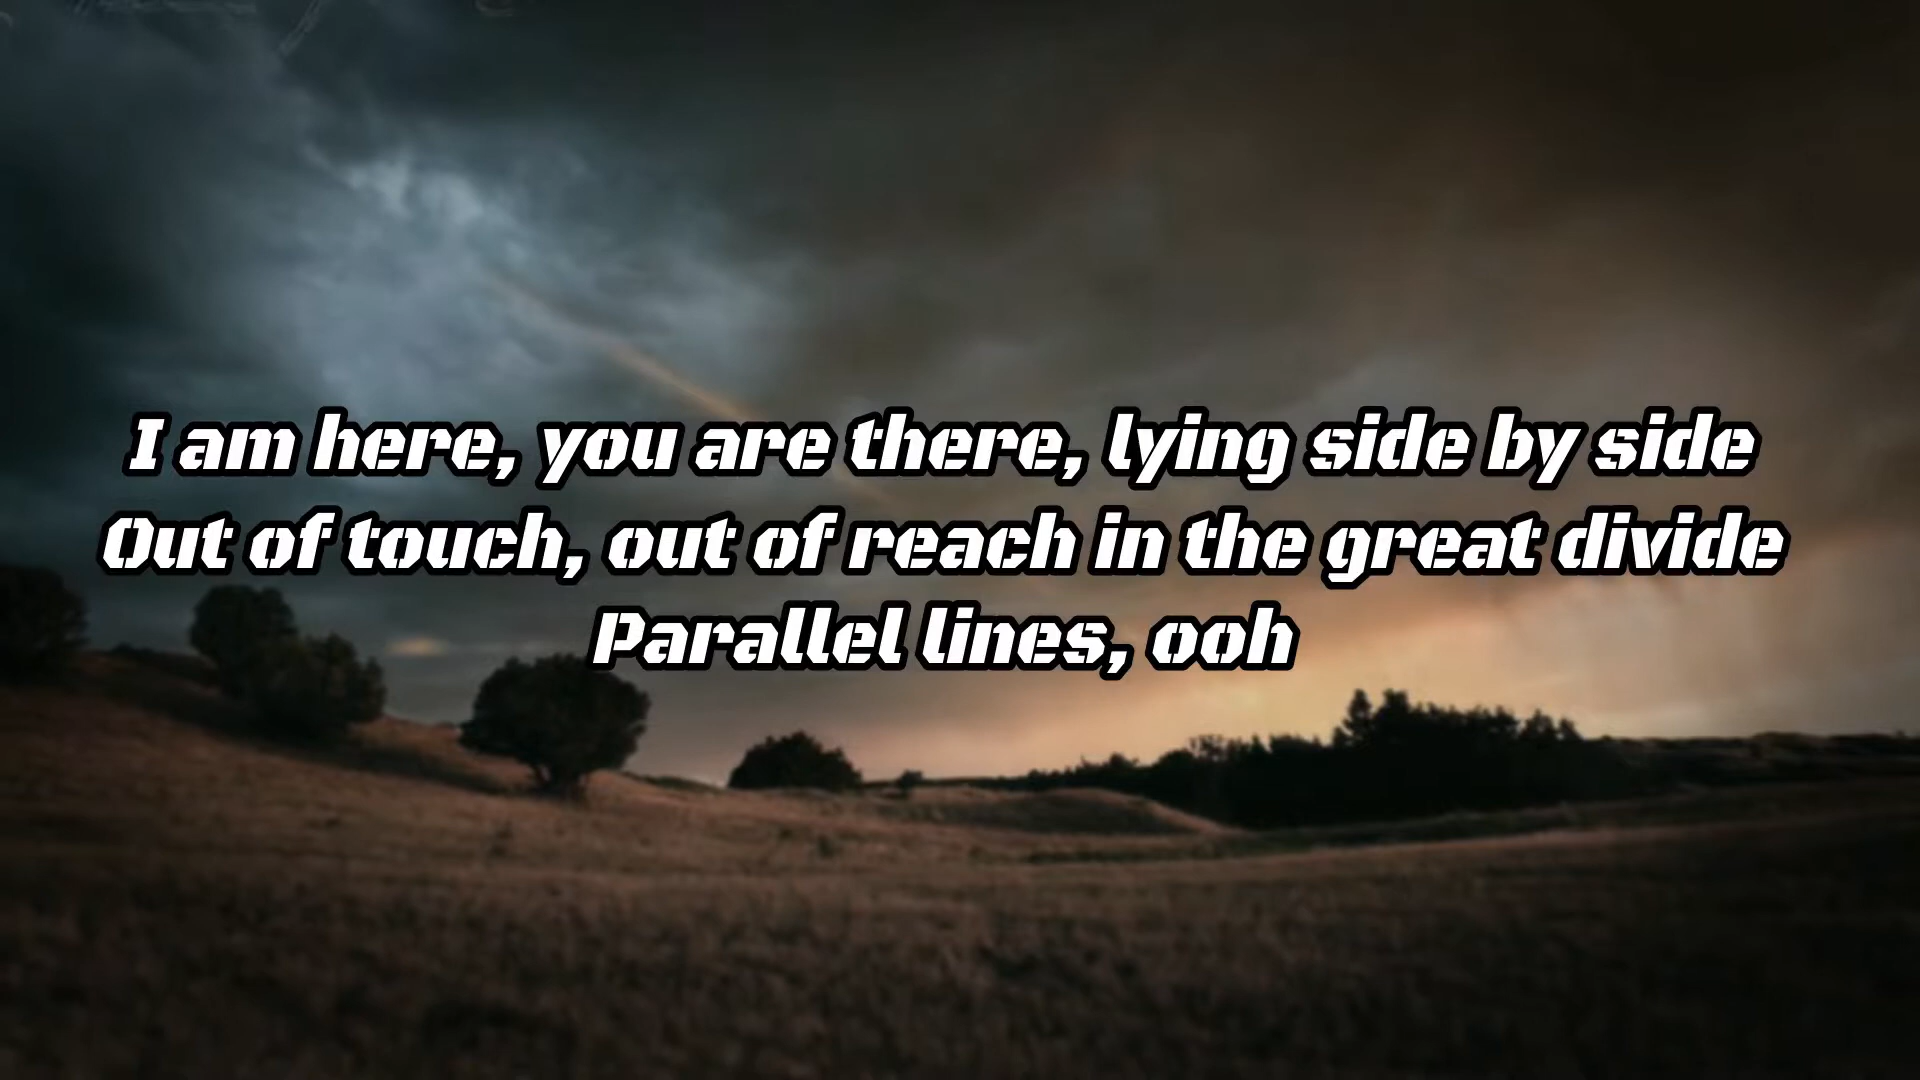 I am here, you are there, lying side by side
Out of touch, out of reach in the great divide
Parallel lines, ooh